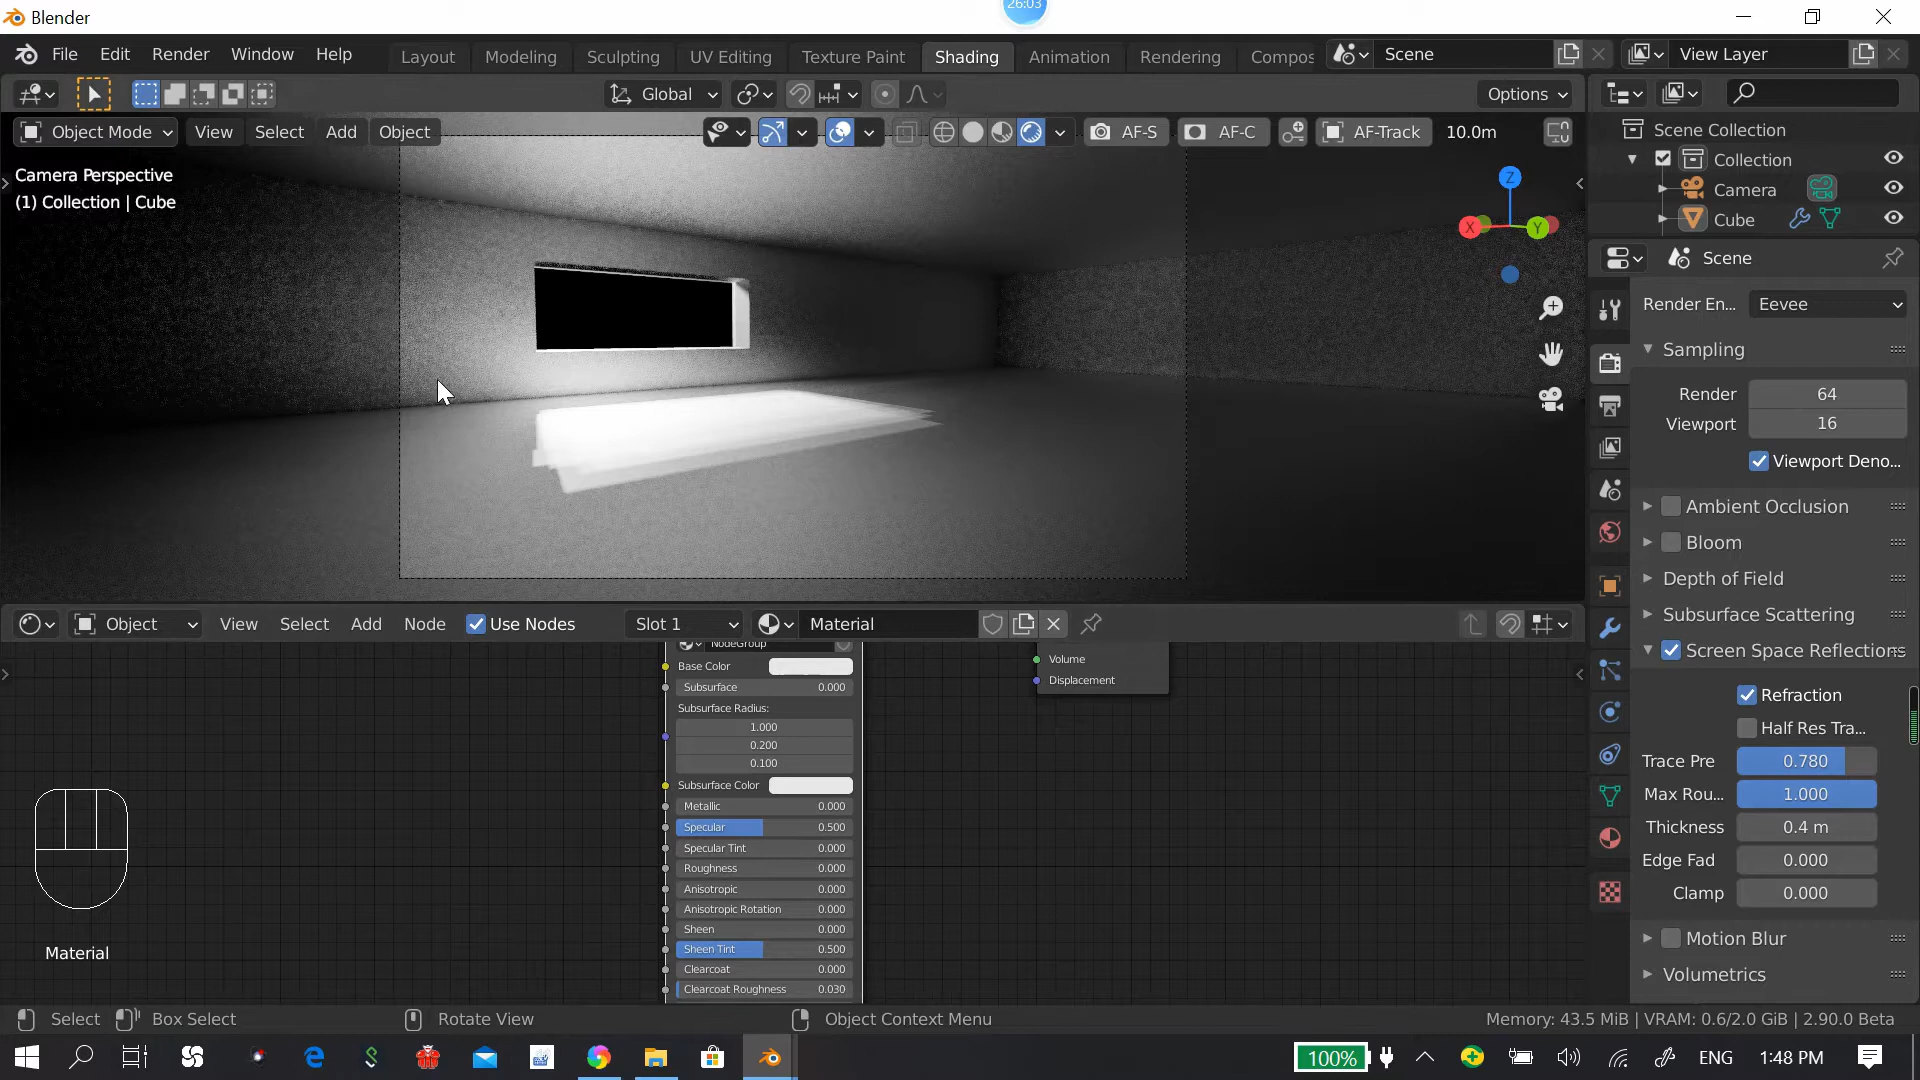 26:03
Blender
File Edit Render Window Help Layout Modeling Sculpting UV Editing Texture Paint Shading Animation Rendering Compos Scene View Layer
Global Options
Object Mode View Select Add Object AF-S AF-C AF-Track 10.0m
Camera Perspective
(1) Collection | Cube
Z
X Y
Scene Collection
Collection
Camera
Cube
Scene
Render En... Eevee
Sampling
Render 64
Viewport 16
Viewport Deno...
Ambient Occlusion
Bloom
Depth of Field
Subsurface Scattering
Screen Space Reflections
Refraction
Half Res Tra...
Trace Pre 0.780
Max Rou... 1.000
Thickness 0.4 m
Edge Fad 0.000
Clamp 0.000
Motion Blur
Volumetrics
Object View Select Add Node Use Nodes Slot 1 Material
NodeGroup
Base Color
Subsurface 0.000
Subsurface Radius:
1.000
0.200
0.100
Subsurface Color
Metallic 0.000
Specular 0.500
Specular Tint 0.000
Roughness 0.000
Anisotropic 0.000
Anisotropic Rotation 0.000
Sheen 0.000
Sheen Tint 0.500
Clearcoat 0.000
Clearcoat Roughness 0.030
Volume
Displacement
Material
Select Box Select Rotate View Object Context Menu Memory: 43.5 MiB | VRAM: 0.6/2.0 GiB | 2.90.0 Beta
100% ENG 1:48 PM